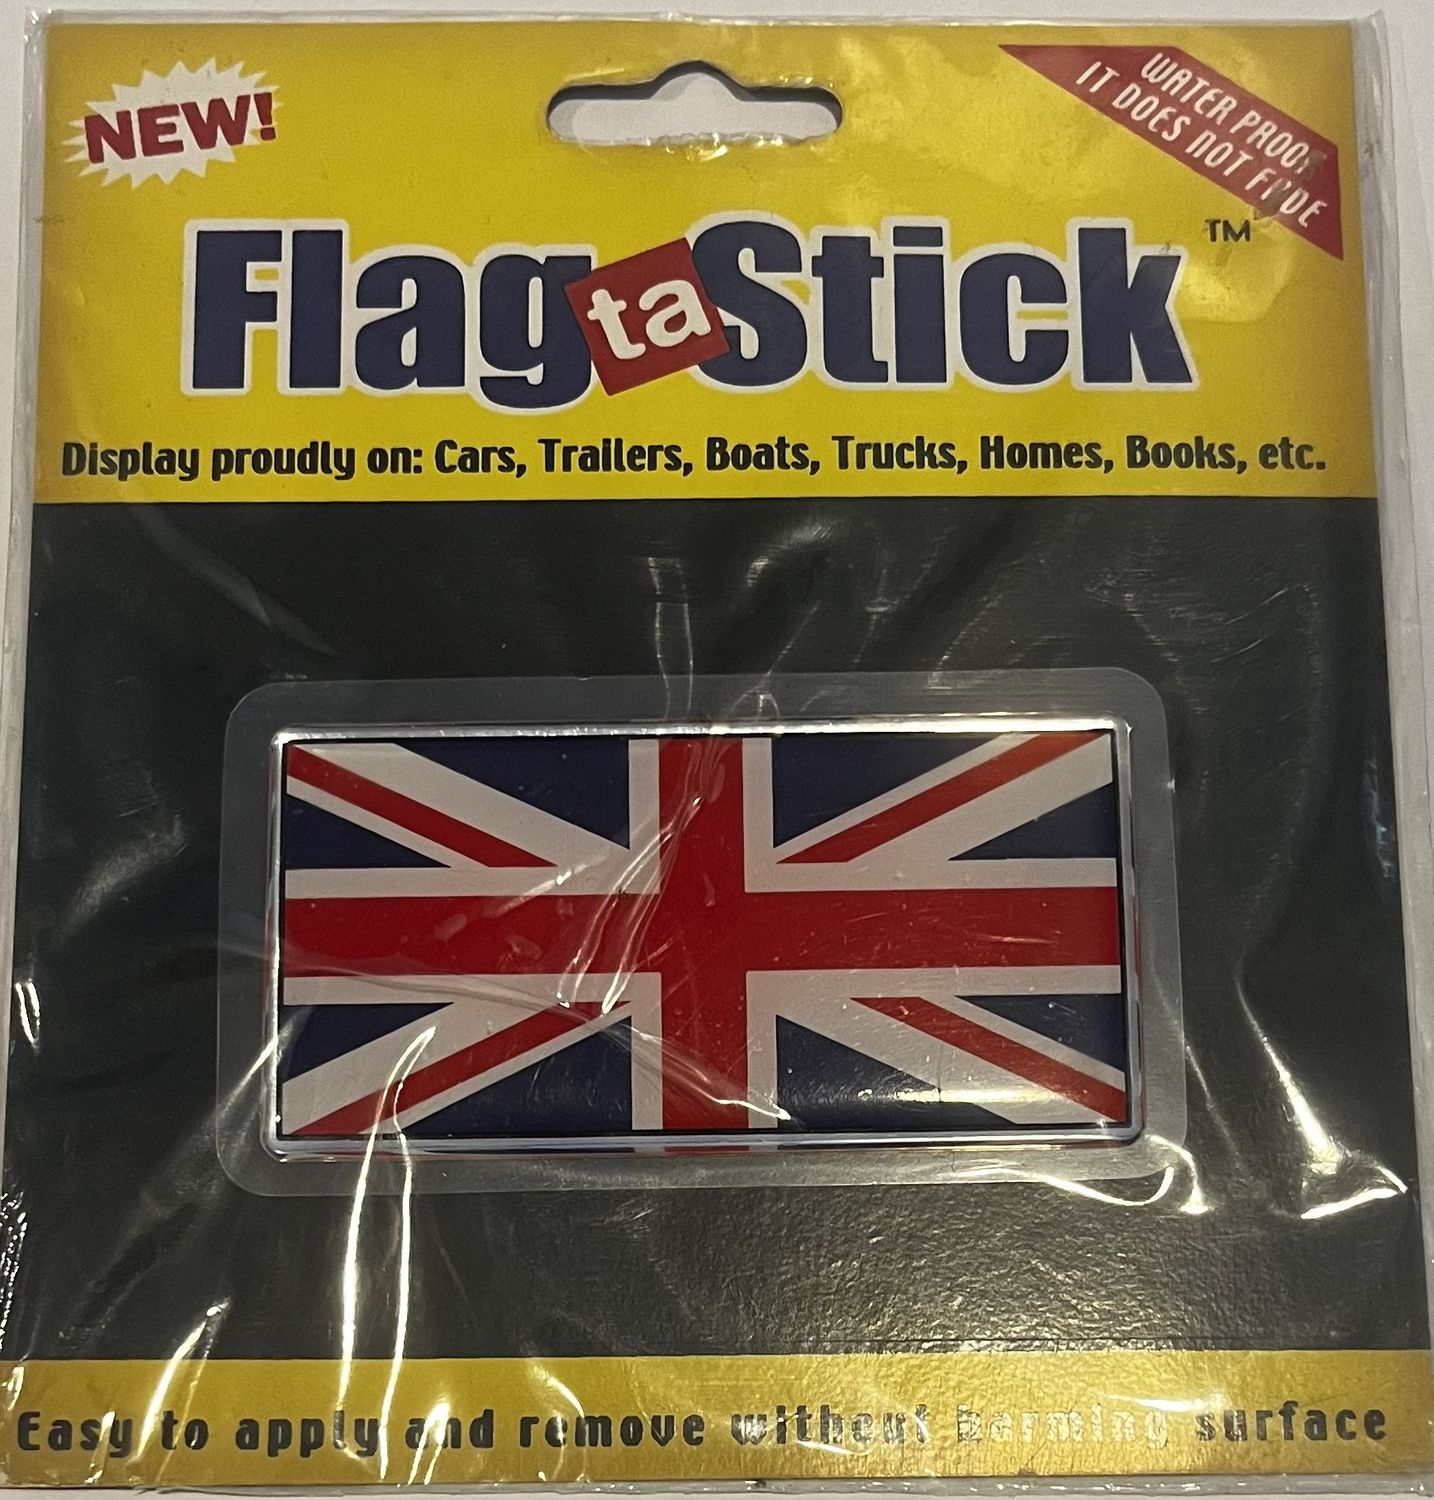 NEW!
WATER PROOF
IT DOES NOT FADE
FlagtaStick™
Display proudly on: Cars, Trailers, Boats, Trucks, Homes, Books, etc.
Easy to apply and remove without harming surface